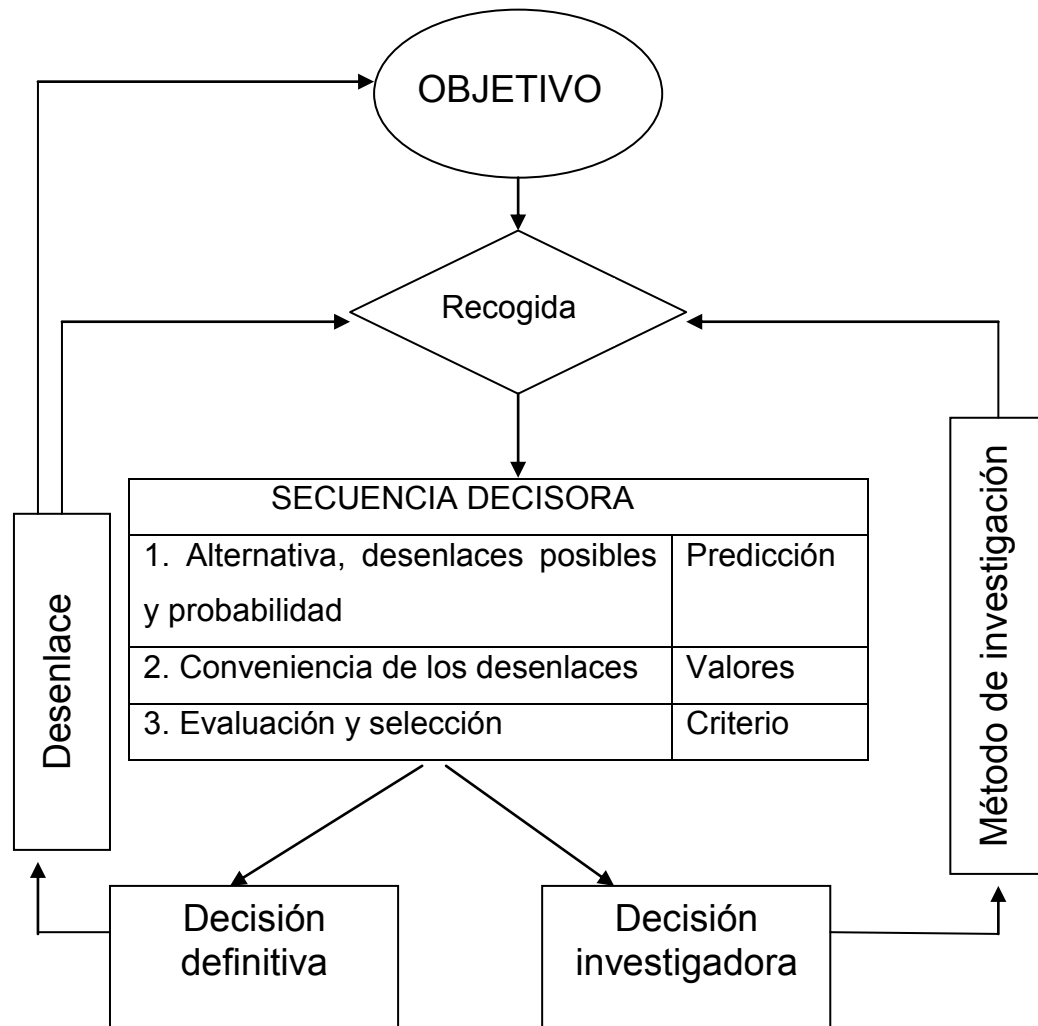 OBJETIVO
Recogida
SECUENCIA DECISORA
1. Alternativa, desenlaces posibles
y probabilidad
Predicción
2. Conveniencia de los desenlaces
Valores
3. Evaluación y selección
Criterio
Desenlace
Método de investigación
Decisión
definitiva
Decisión
investigadora